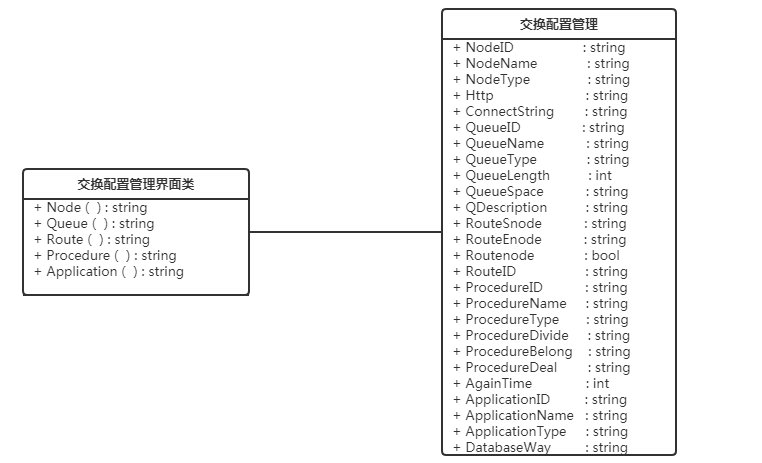 交换配置管理界面类
+ Node ( ) : string
+ Queue ( ) : string
+ Route ( ) : string
+ Procedure ( ) : string
+ Application ( ) : string
交换配置管理
+ NodeID : string
+ NodeName : string
+ NodeType : string
+ Http : string
+ ConnectString : string
+ QueueID : string
+ QueueName : string
+ QueueType : string
+ QueueLength : int
+ QueueSpace : string
+ QDescription : string
+ RouteSnode : string
+ RouteEnode : string
+ Routenode : bool
+ RouteID : string
+ ProcedureID : string
+ ProcedureName : string
+ ProcedureType : string
+ ProcedureDivide : string
+ ProcedureBelong : string
+ ProcedureDeal : string
+ AgainTime : int
+ ApplicationID : string
+ ApplicationName : string
+ ApplicationType : string
+ DatabaseWay : string